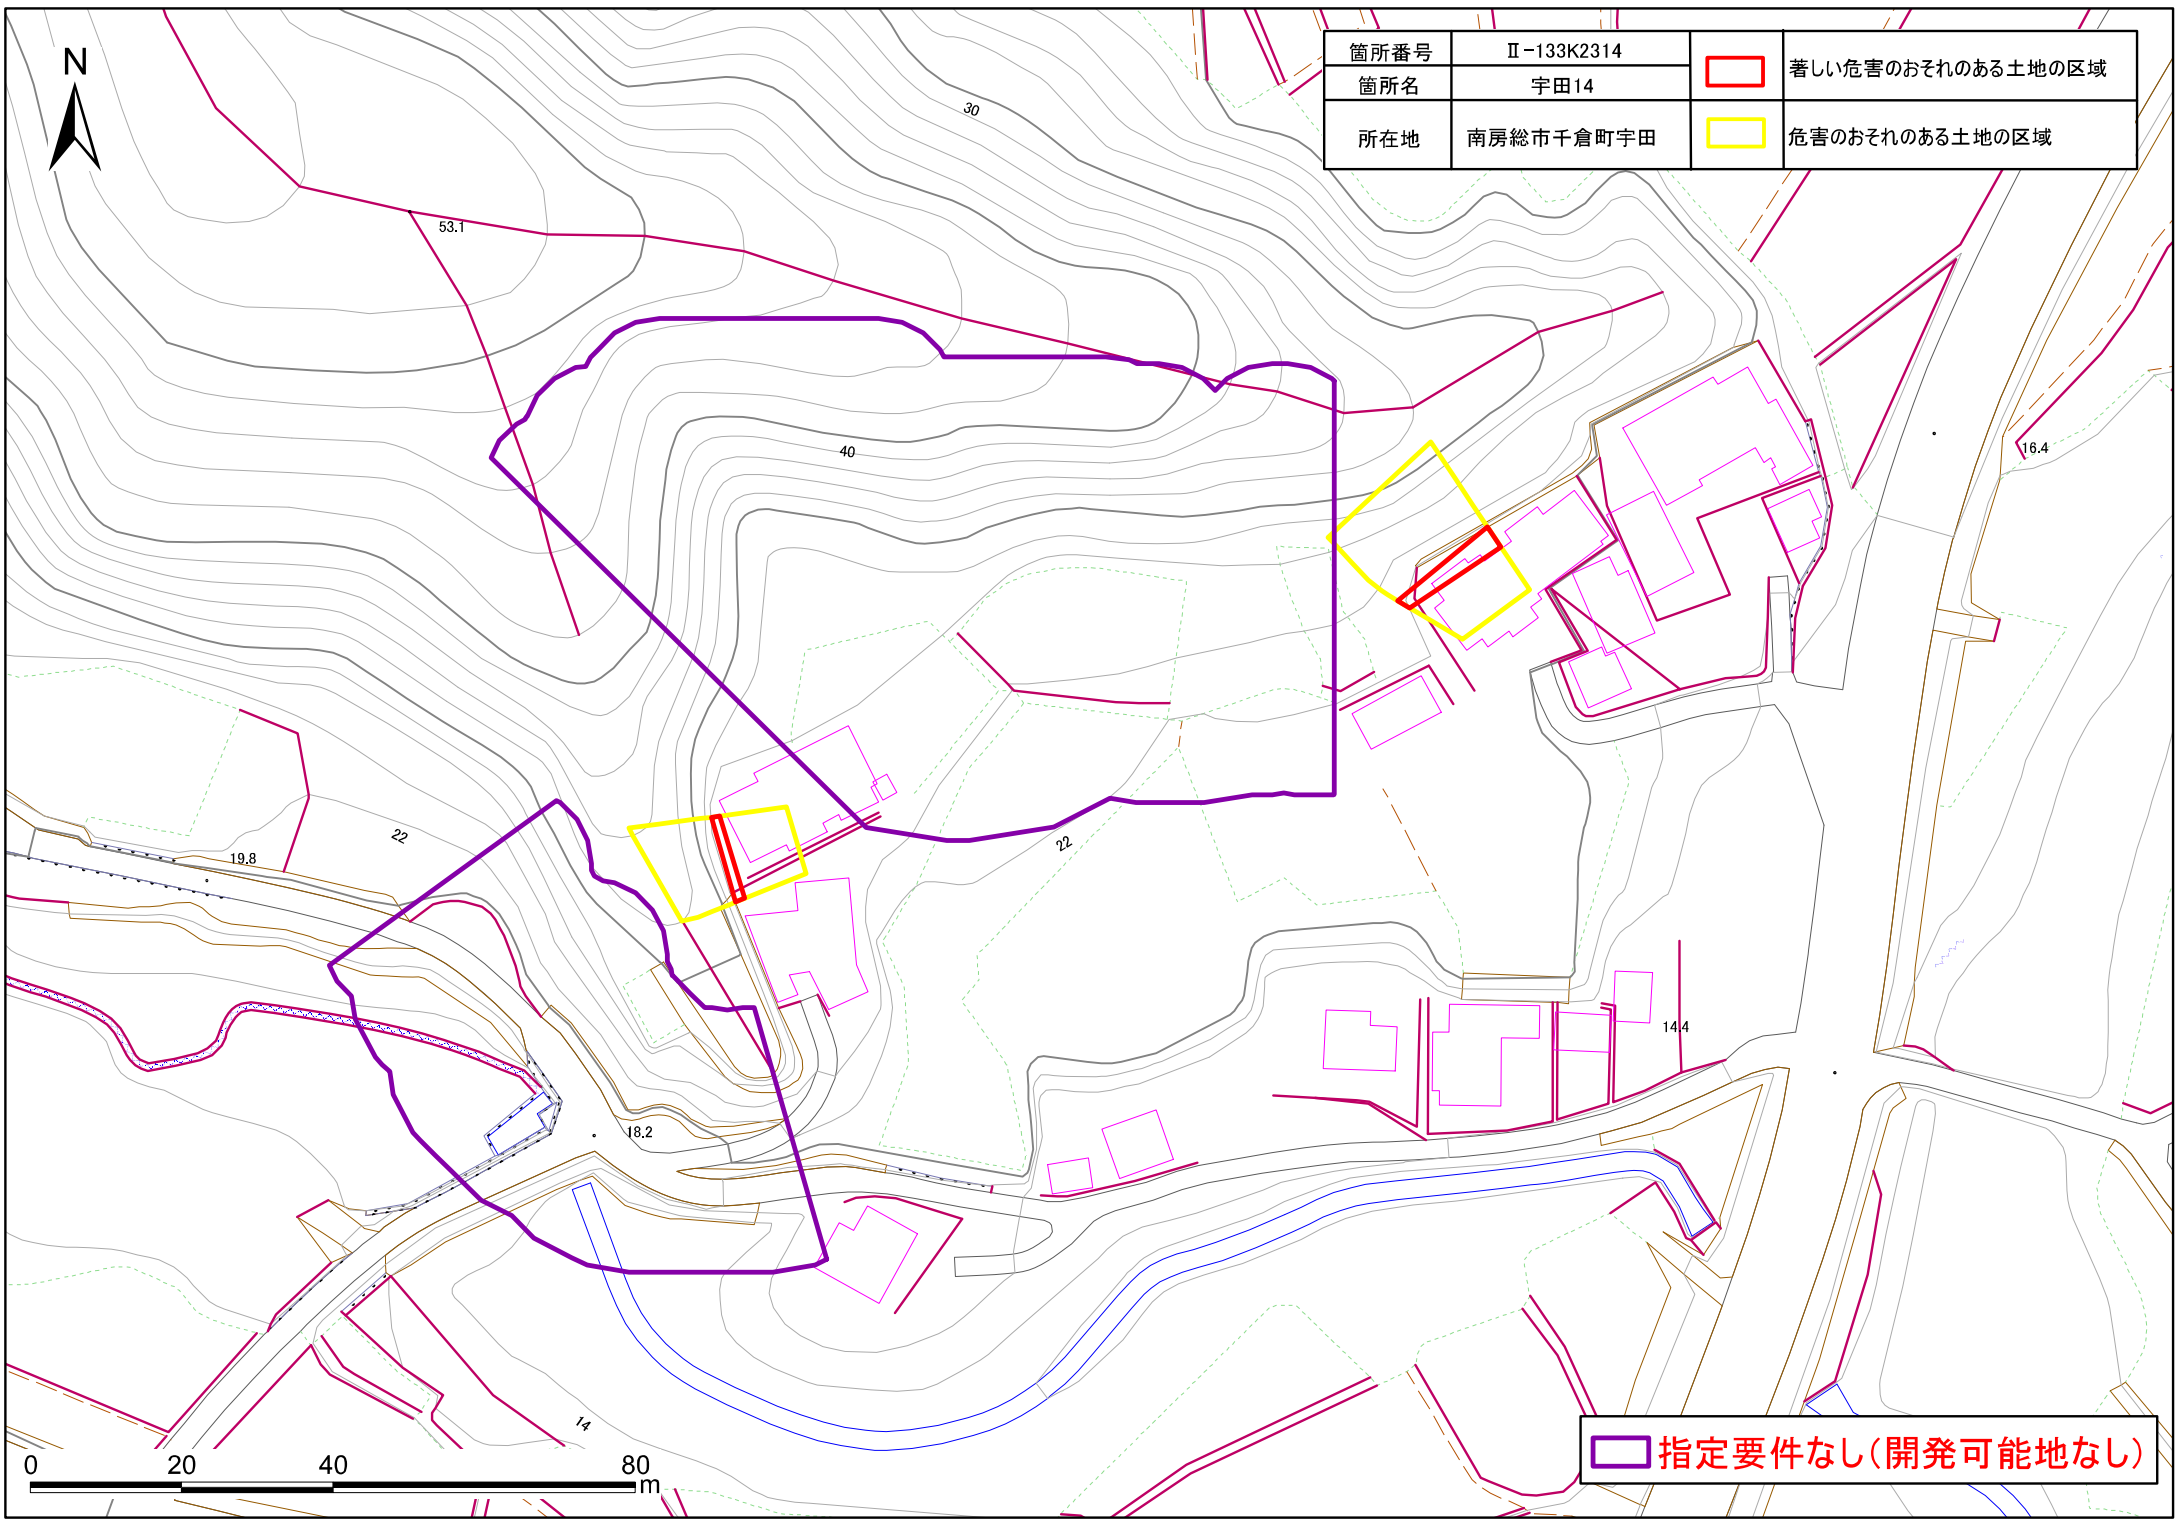 N
箇所番号 Ⅱ-133K2314
著しい危害のおそれのある土地の区域
箇所名 宇田14
所在地 南房総市千倉町宇田
危害のおそれのある土地の区域
30
53.1
40
16.4
22
19.8
22
14.4
18.2
14
0 20 40 80
m
指定要件なし(開発可能地なし)